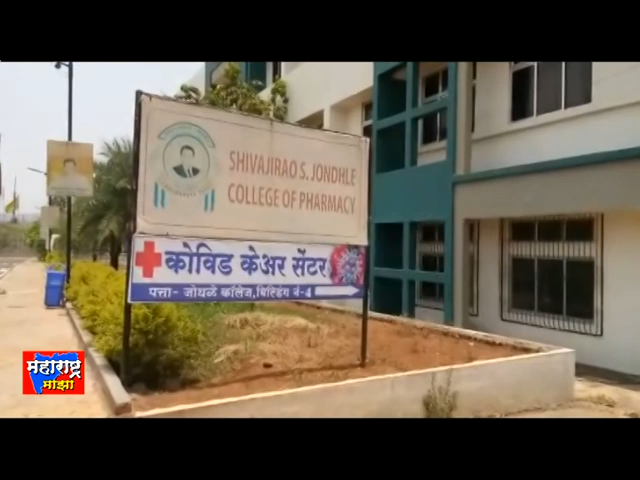 SHIVAJIRAO S. JONDHLE
COLLEGE OF PHARMACY
कोविड केअर सेंटर
पत्ता- जोंधळे कॉलेज,बिल्डिंग नं-4
महाराष्ट्र
माझा